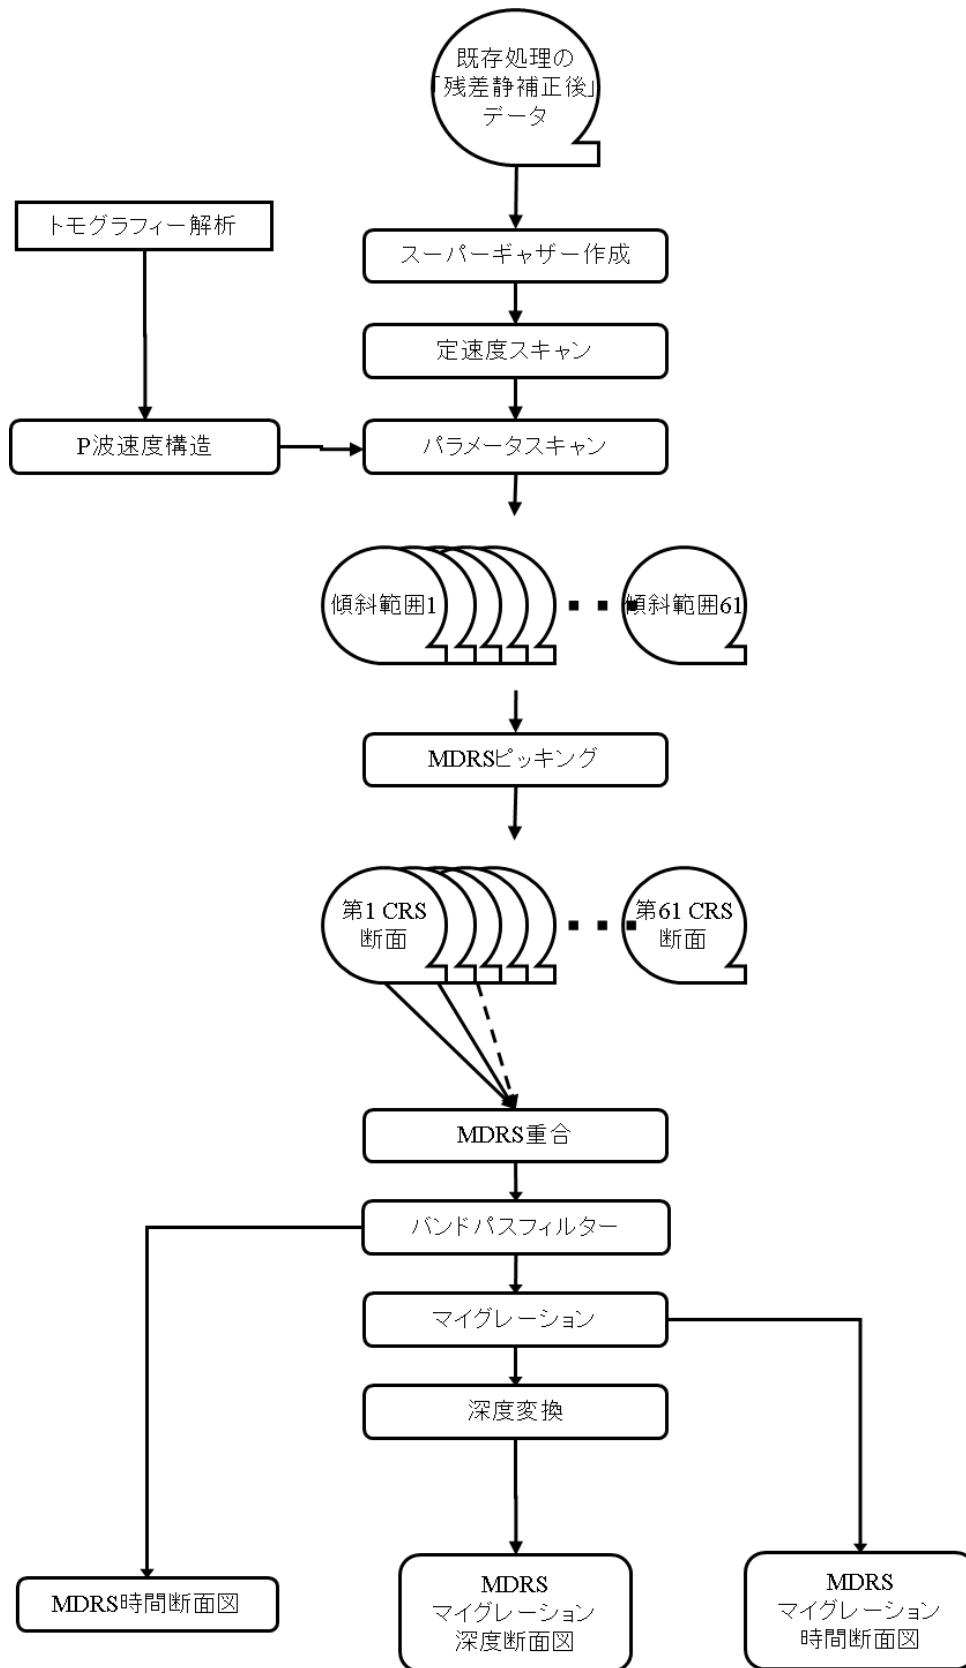 既存処理の
「残差静補正後」
データ
トモグラフィー解析
スーパーギャザー作成
定速度スキャン
P波速度構造
パラメータスキャン
傾斜範囲1
傾斜範囲61
MDRSピッキング
第1 CRS
断面
第61 CRS
断面
MDRS重合
バンドパスフィルター
マイグレーション
深度変換
MDRS時間断面図
MDRS
マイグレーション
深度断面図
MDRS
マイグレーション
時間断面図